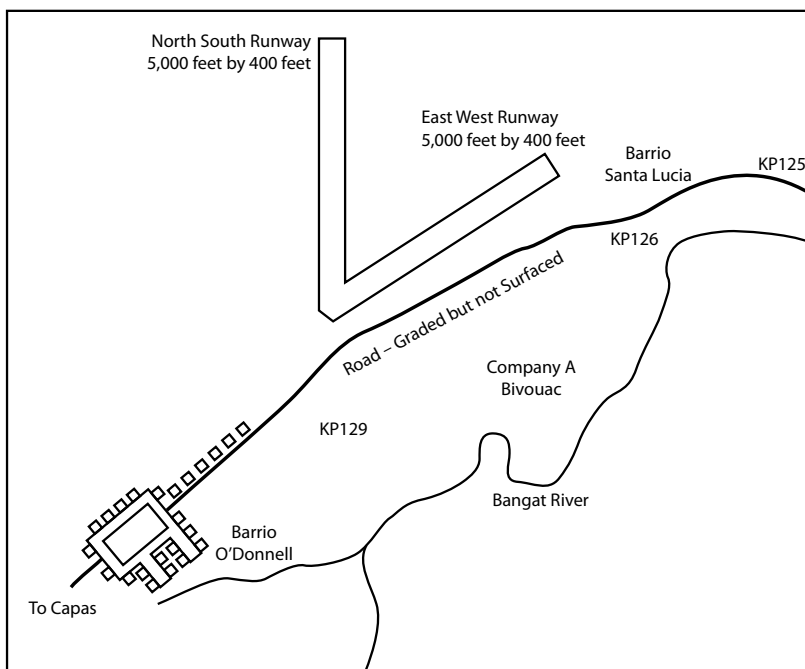 North South Runway
5,000 feet by 400 feet
East West Runway
5,000 feet by 400 feet
Barrio
Santa Lucia
KP125
KP126
Road – Graded but not Surfaced
Company A
Bivouac
KP129
Bangat River
Barrio
O'Donnell
To Capas